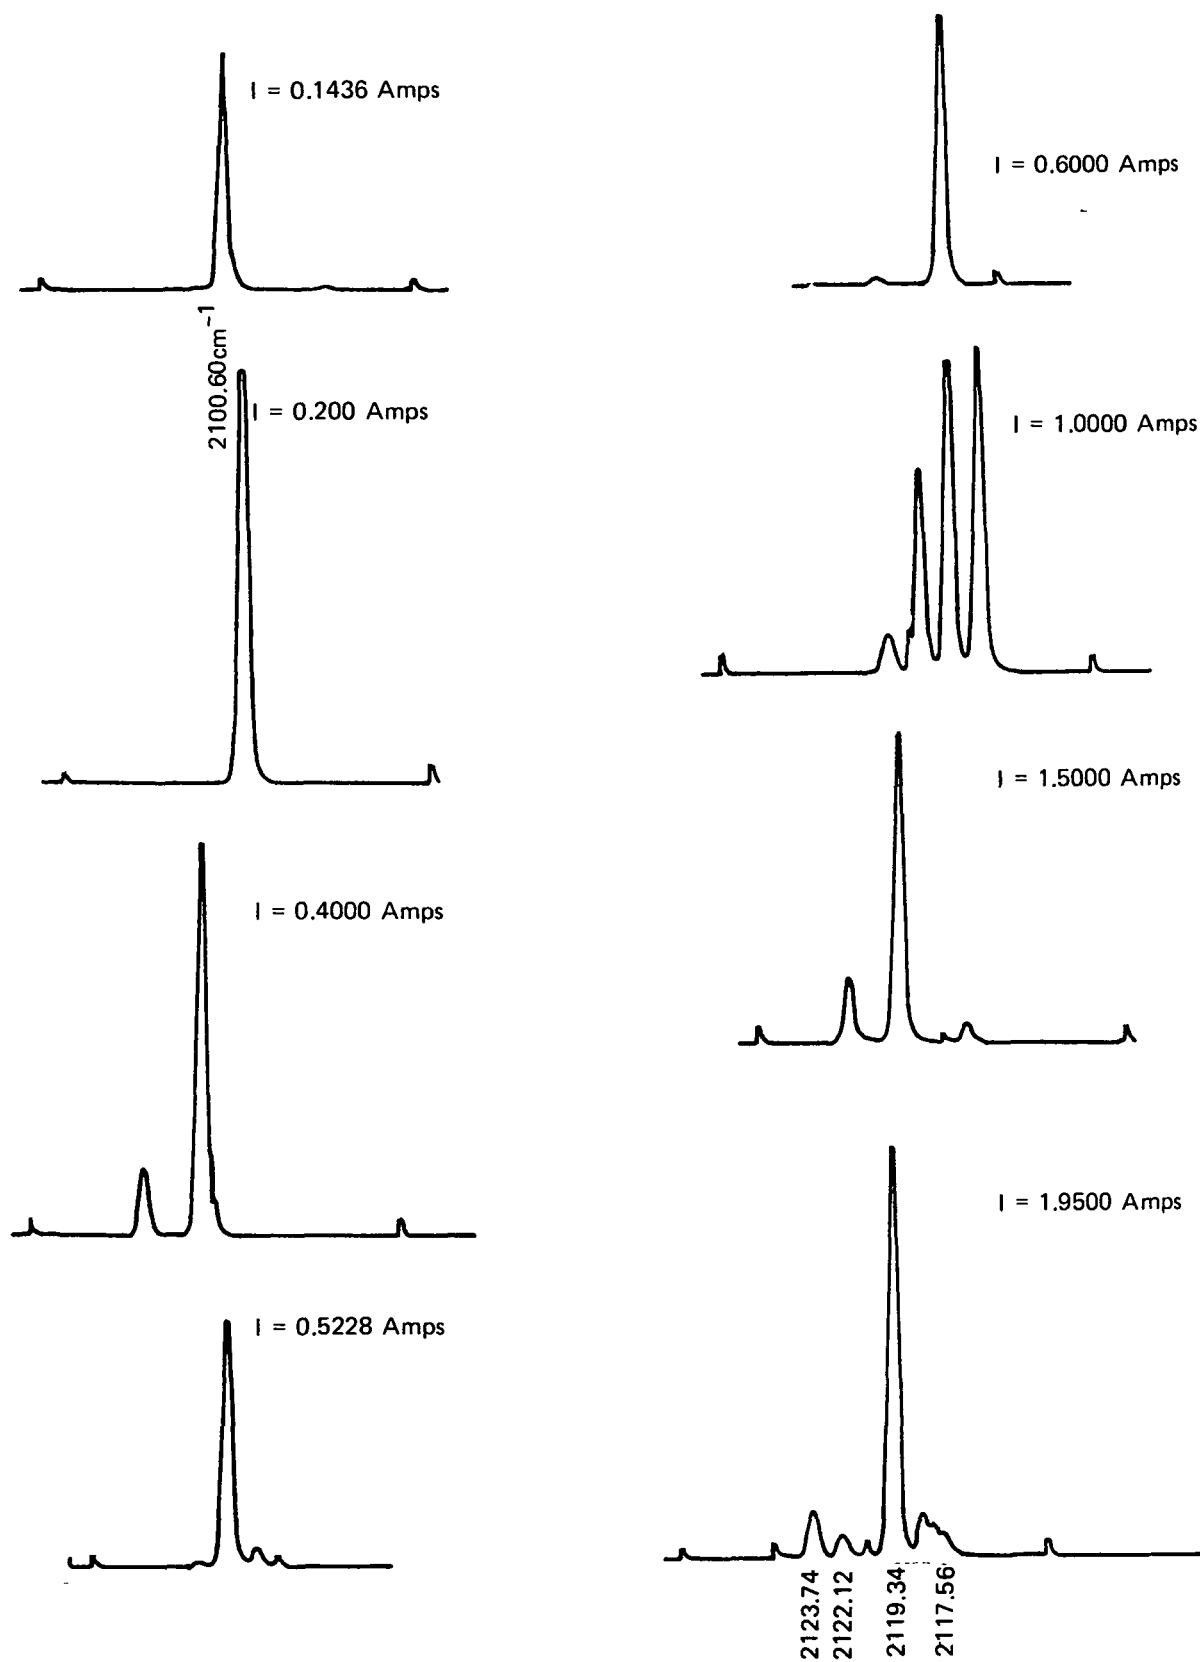 I = 0.1436 Amps
2100.60cm⁻¹
I = 0.200 Amps
I = 0.4000 Amps
I = 0.5228 Amps
I = 0.6000 Amps
I = 1.0000 Amps
I = 1.5000 Amps
I = 1.9500 Amps
2123.74
2122.12
2119.34
2117.56